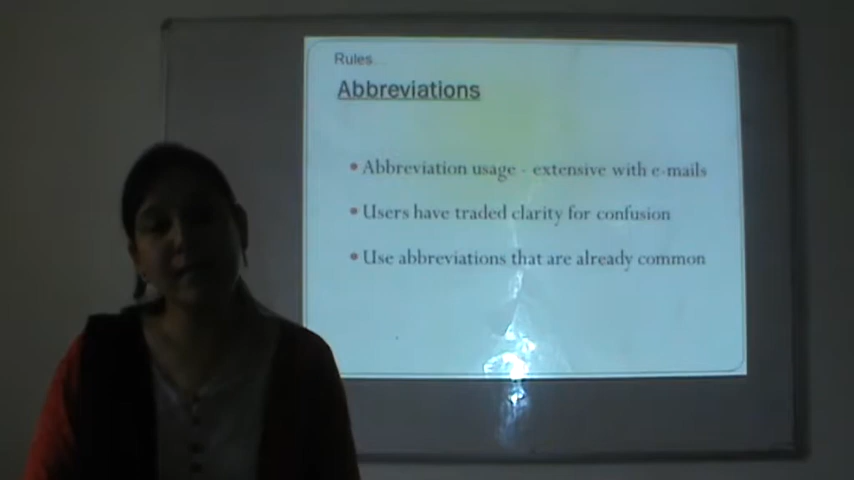 Rules
Abbreviations
• Abbreviation usage - extensive with e-mails
• Users have traded clarity for confusion
• Use abbreviations that are already common